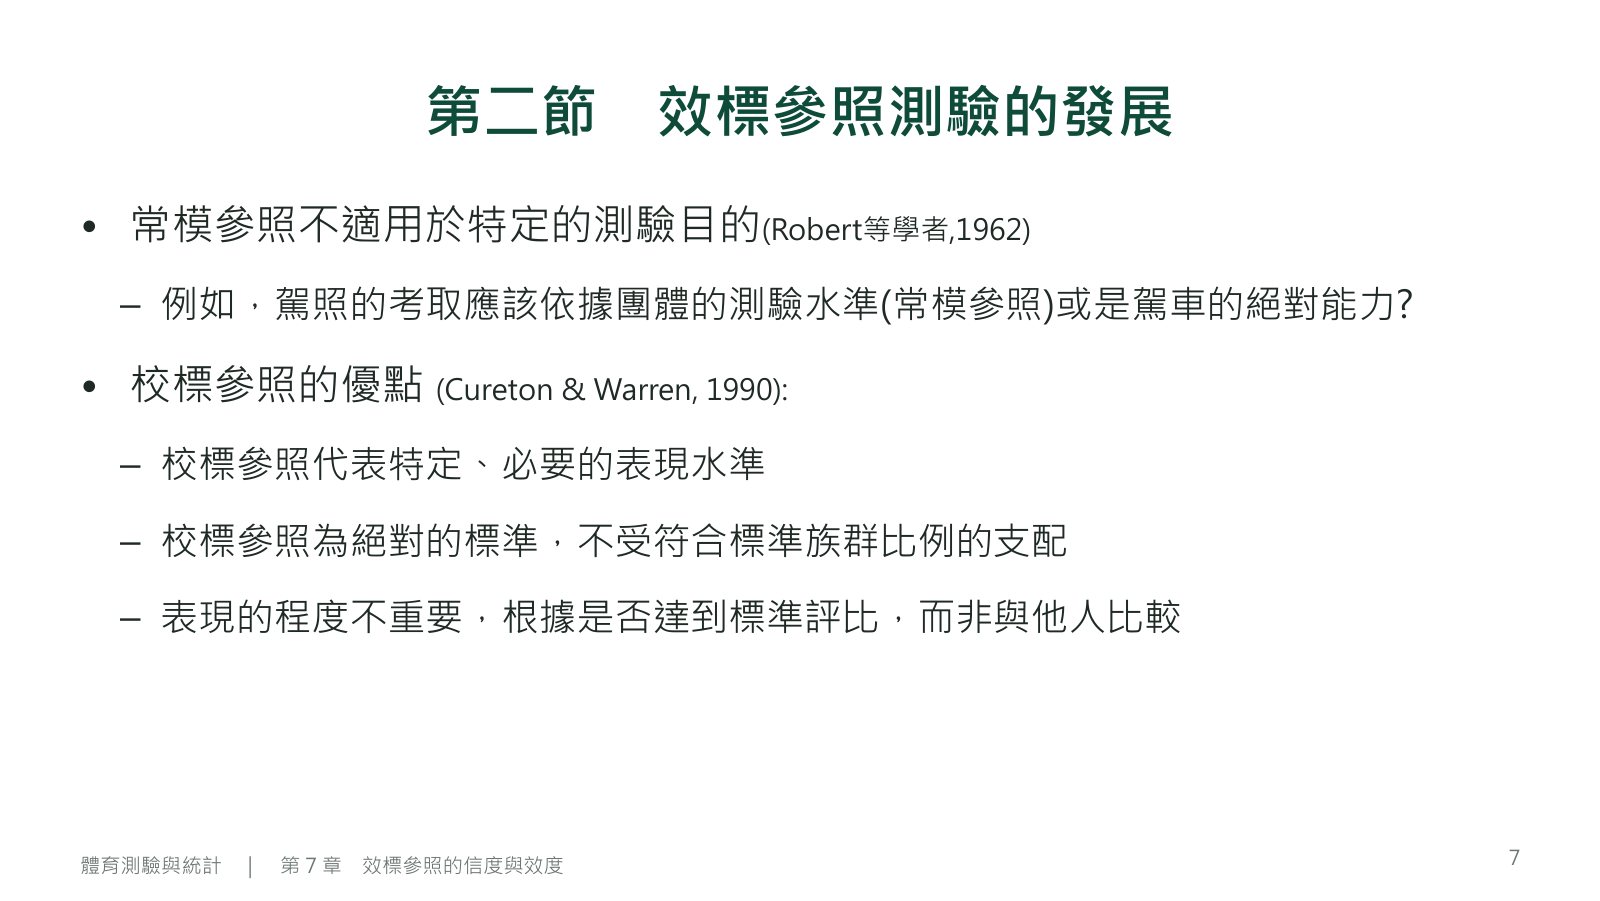 第二節　效標參照測驗的發展
• 常模參照不適用於特定的測驗目的(Robert等學者,1962)
– 例如，駕照的考取應該依據團體的測驗水準(常模參照)或是駕車的絕對能力?
• 校標參照的優點 (Cureton & Warren, 1990):
– 校標參照代表特定、必要的表現水準
– 校標參照為絕對的標準，不受符合標準族群比例的支配
– 表現的程度不重要，根據是否達到標準評比，而非與他人比較
體育測驗與統計　|　第 7 章　效標參照的信度與效度
7